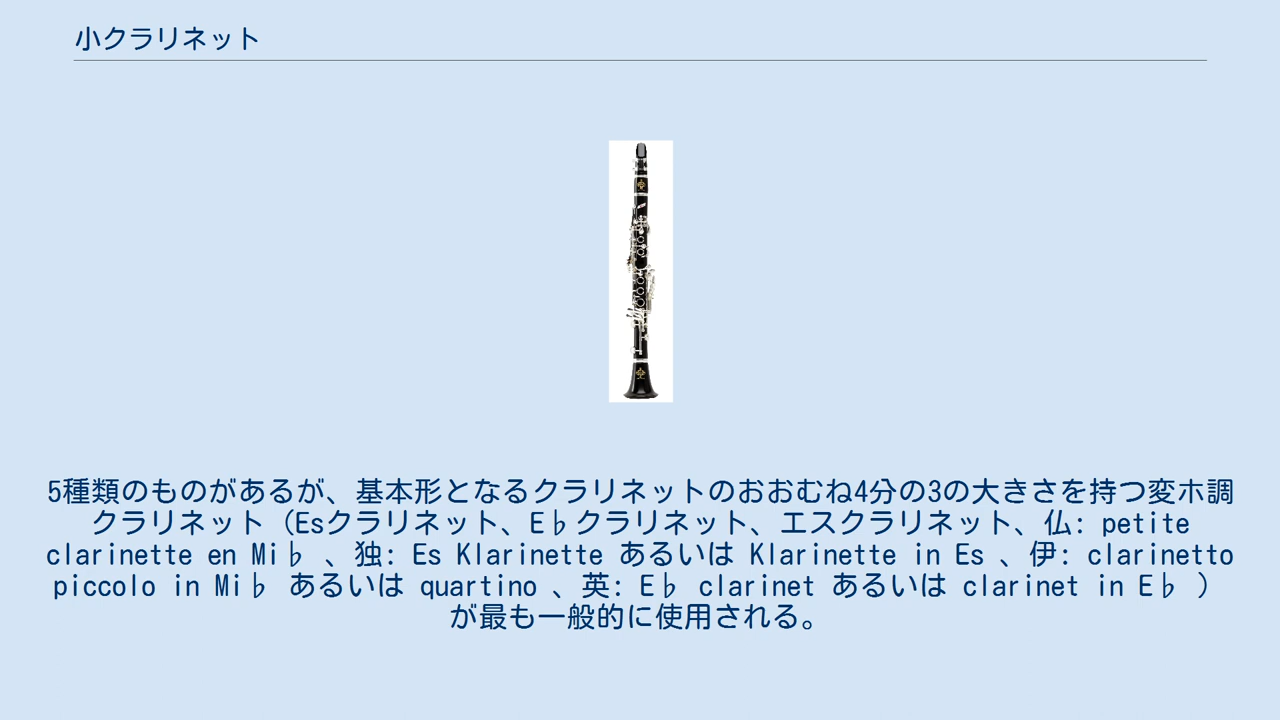 小クラリネット
5種類のものがあるが、基本形となるクラリネットのおおむね4分の3の大きさを持つ変ホ調
クラリネット（Esクラリネット、E♭クラリネット、エスクラリネット、仏: petite
clarinette en Mi♭ 、独: Es Klarinette あるいは Klarinette in Es 、伊: clarinetto
piccolo in Mi♭ あるいは quartino 、英: E♭ clarinet あるいは clarinet in E♭ ）
が最も一般的に使用される。